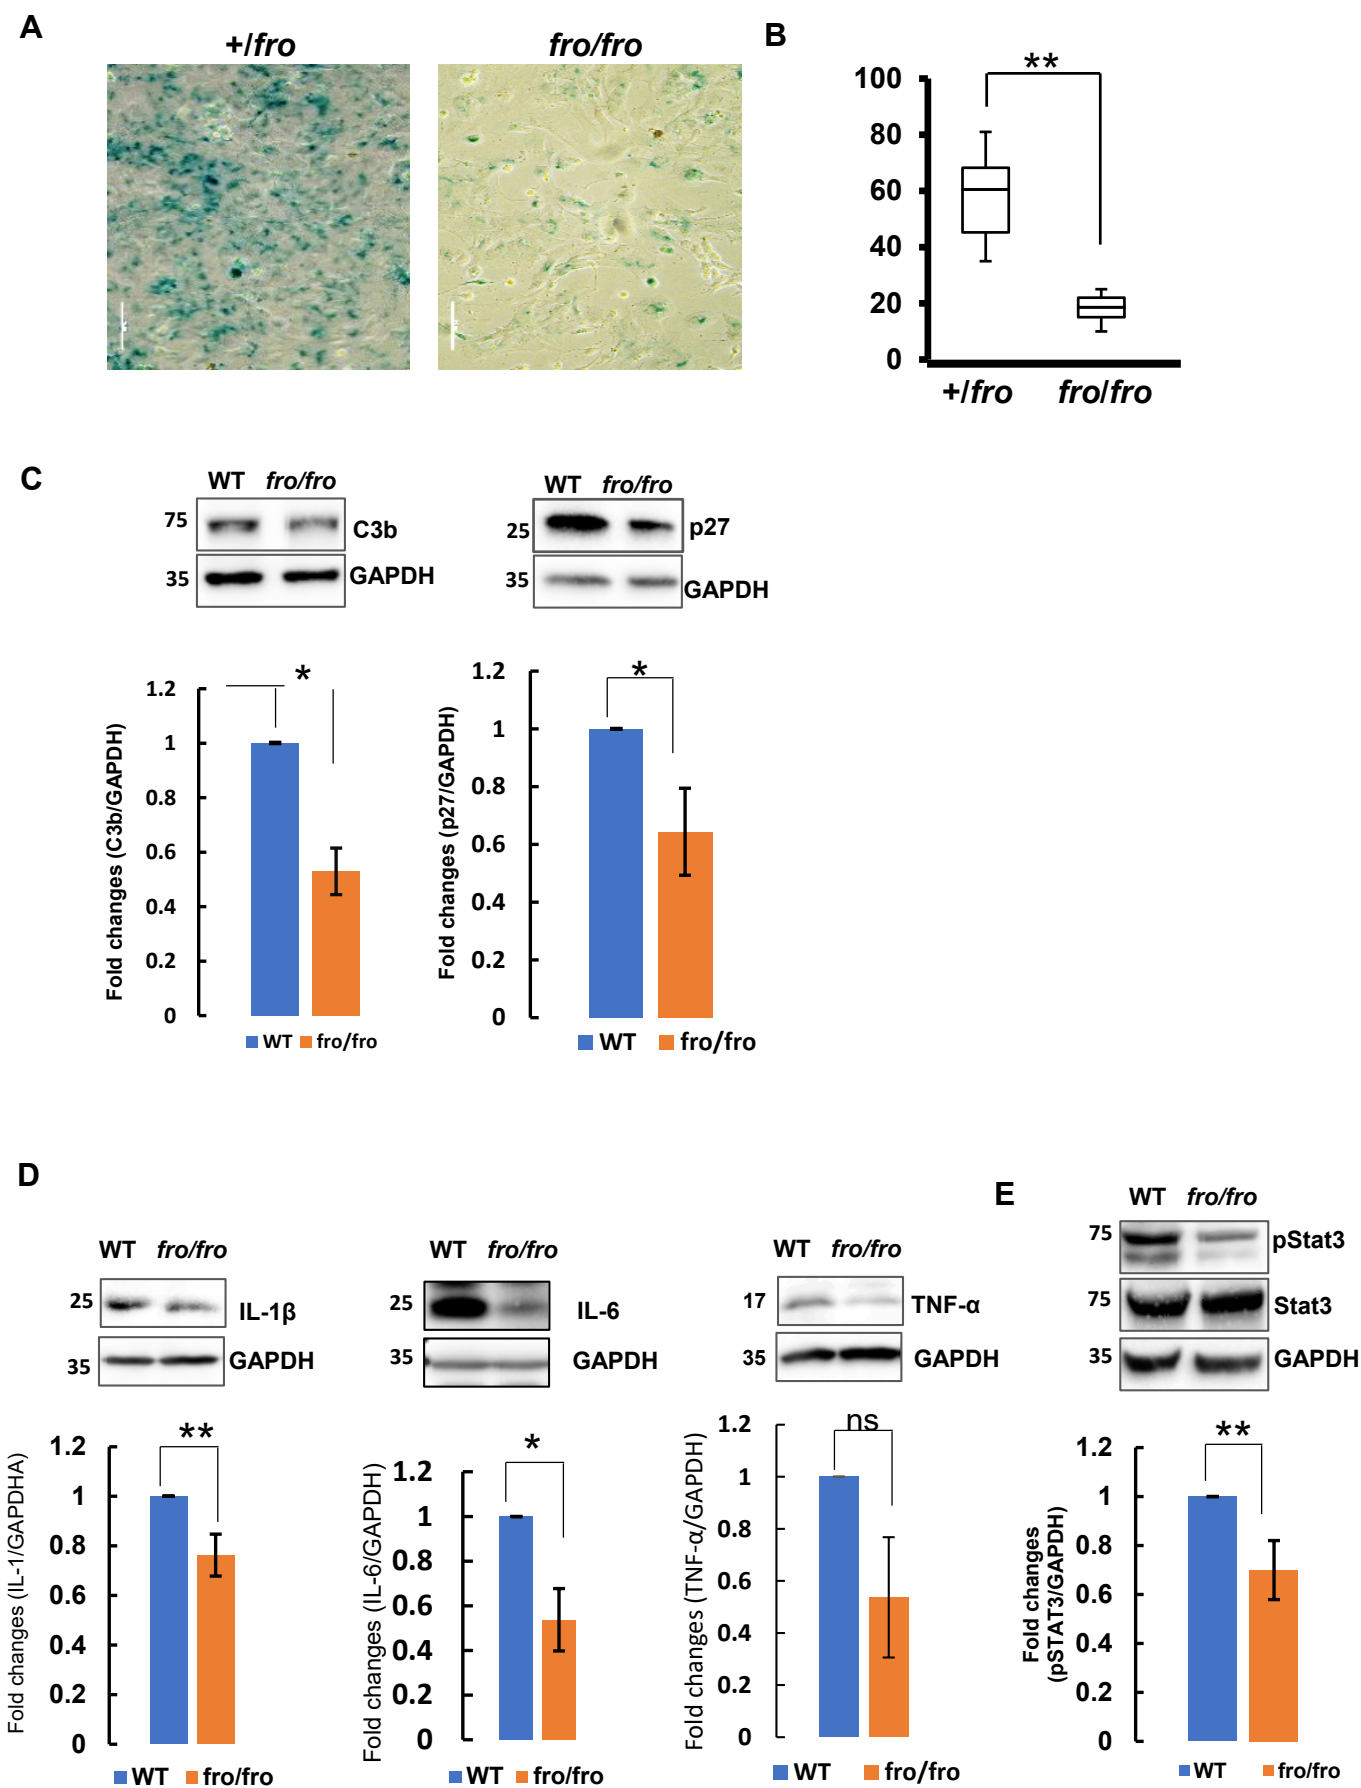 A
+/fro
fro/fro
B
**
100
80
60
40
20
0
+/fro
fro/fro
C
WT
fro/fro
75
C3b
35
GAPDH
WT
fro/fro
25
p27
35
GAPDH
*
1.2
1
0.8
0.6
0.4
0.2
0
Fold changes (C3b/GAPDH)
WT
fro/fro
*
1.2
1
0.8
0.6
0.4
0.2
0
Fold changes (p27/GAPDH)
WT
fro/fro
D
WT
fro/fro
25
IL-1β
35
GAPDH
WT
fro/fro
25
IL-6
35
GAPDH
WT
fro/fro
17
TNF-α
35
GAPDH
**
1.2
1
0.8
0.6
0.4
0.2
0
Fold changes (IL-1/GAPDHA)
WT
fro/fro
*
1.2
1
0.8
0.6
0.4
0.2
0
Fold changes (IL-6/GAPDH)
WT
fro/fro
ns
1.2
1
0.8
0.6
0.4
0.2
0
Fold changes (TNF-α/GAPDH)
WT
fro/fro
E
WT
fro/fro
75
pStat3
75
Stat3
35
GAPDH
**
1.2
1
0.8
0.6
0.4
0.2
0
Fold changes
(pSTAT3/GAPDH)
WT
fro/fro